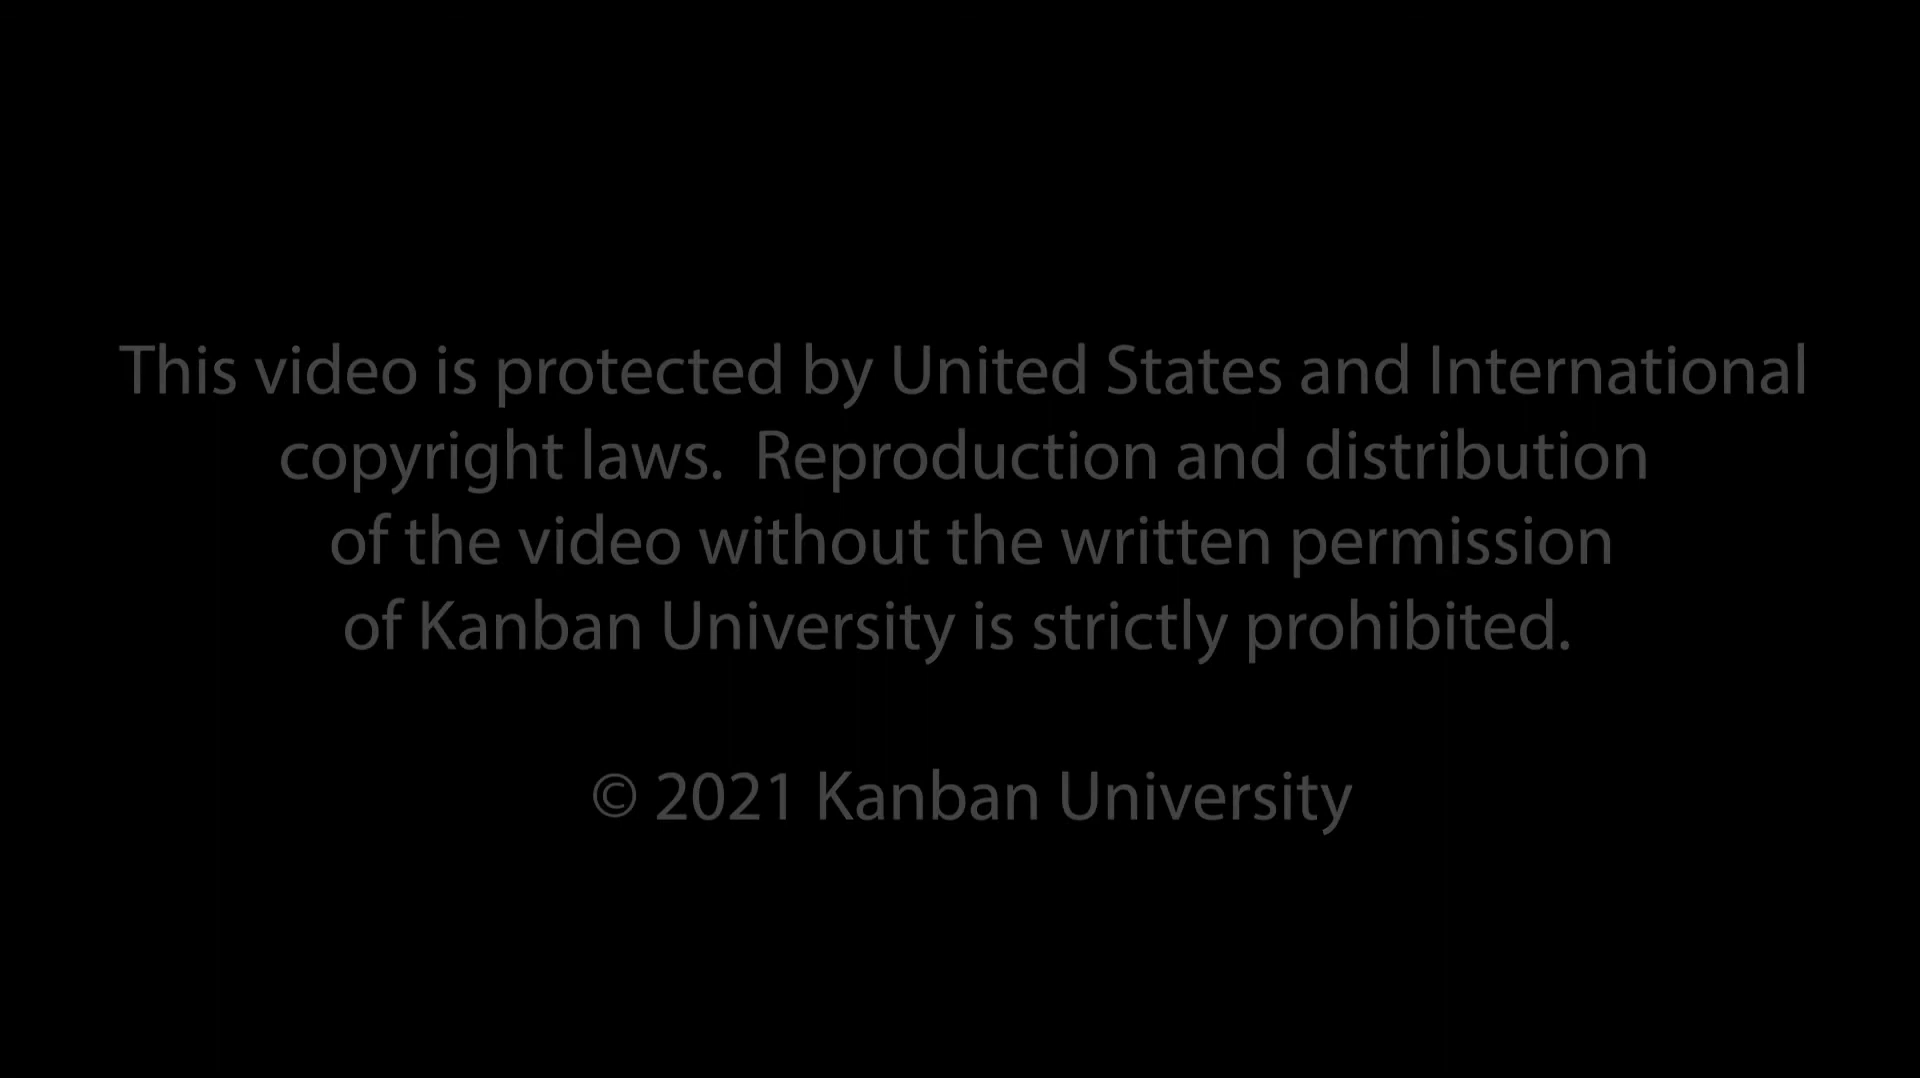 This video is protected by United States and International
copyright laws.  Reproduction and distribution
of the video without the written permission
of Kanban University is strictly prohibited.
© 2021 Kanban University